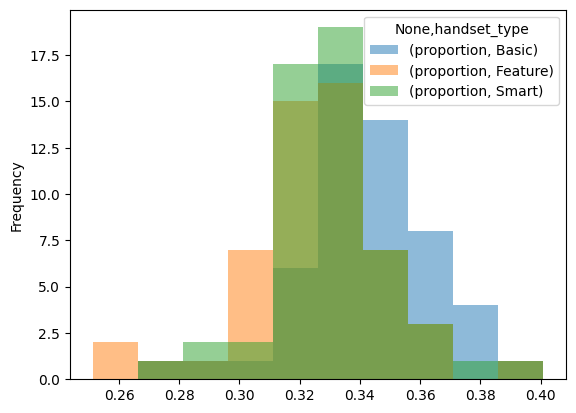 None,handset_type
(proportion, Basic)
(proportion, Feature)
(proportion, Smart)
17.5
15.0
12.5
10.0
7.5
5.0
2.5
0.0
Frequency
0.26 0.28 0.30 0.32 0.34 0.36 0.38 0.40